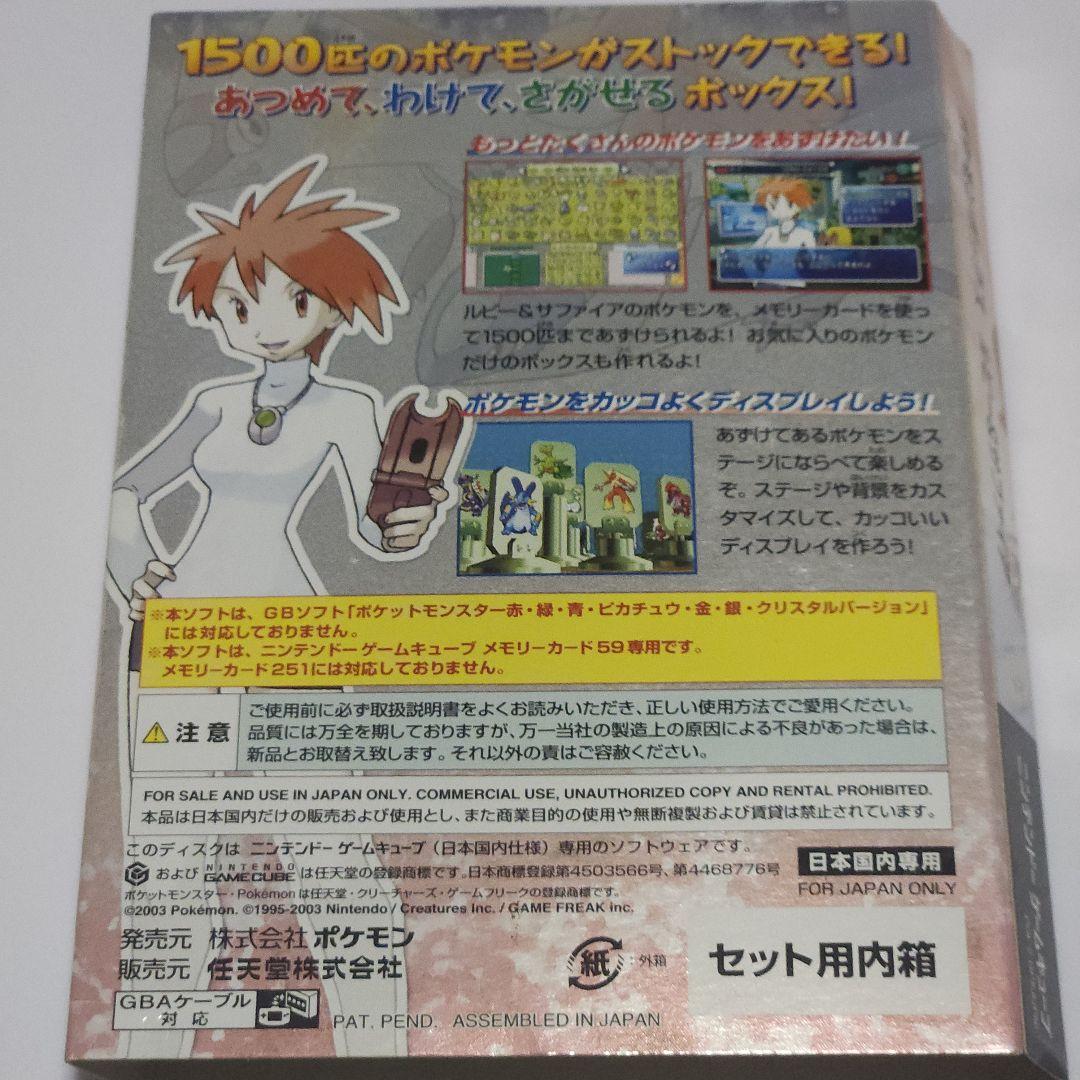 1500匹のポケモンがストックできる！
あつめて、わけて、さがせる ボックス！
もっとたくさんのポケモンをあずけたい！
ルビー＆サファイアのポケモンを、メモリーカードを使っ
て1500匹まであずけられるよ！ お気に入りのポケモン
だけのボックスも作れるよ！
ポケモンをカッコよくディスプレイしよう！
あずけてあるポケモンをス
テージにならべて楽しめる
ぞ。ステージや背景をカス
タマイズして、カッコいい
ディスプレイを作ろう！
※本ソフトは、GBソフト「ポケットモンスター赤・緑・青・ピカチュウ・金・銀・クリスタルバージョン」
には対応しておりません。
※本ソフトは、ニンテンドーゲームキューブ メモリーカード59専用です。
メモリーカード251には対応しておりません。
注意
ご使用前に必ず取扱説明書をよくお読みいただき、正しい使用方法でご愛用ください。
品質には万全を期しておりますが、万一当社の製造上の原因による不良があった場合は、
新品とお取替え致します。それ以外の責はご容赦ください。
FOR SALE AND USE IN JAPAN ONLY. COMMERCIAL USE, UNAUTHORIZED COPY AND RENTAL PROHIBITED.
本品は日本国内だけの販売および使用とし、また商業目的の使用や無断複製および賃貸は禁止されています。
このディスクは ニンテンドーゲームキューブ（日本国内仕様）専用のソフトウェアです。
および NINTENDO GAMECUBE は任天堂の登録商標です。日本商標登録第4503566号、第4468776号
ポケットモンスター・Pokémonは任天堂・クリーチャーズ・ゲームフリークの登録商標です。
©2003 Pokémon. ©1995-2003 Nintendo / Creatures inc. / GAME FREAK inc.
日本国内専用
FOR JAPAN ONLY
発売元 株式会社ポケモン
販売元 任天堂株式会社
紙：外箱
セット用内箱
GBAケーブル
対応
PAT. PEND. ASSEMBLED IN JAPAN